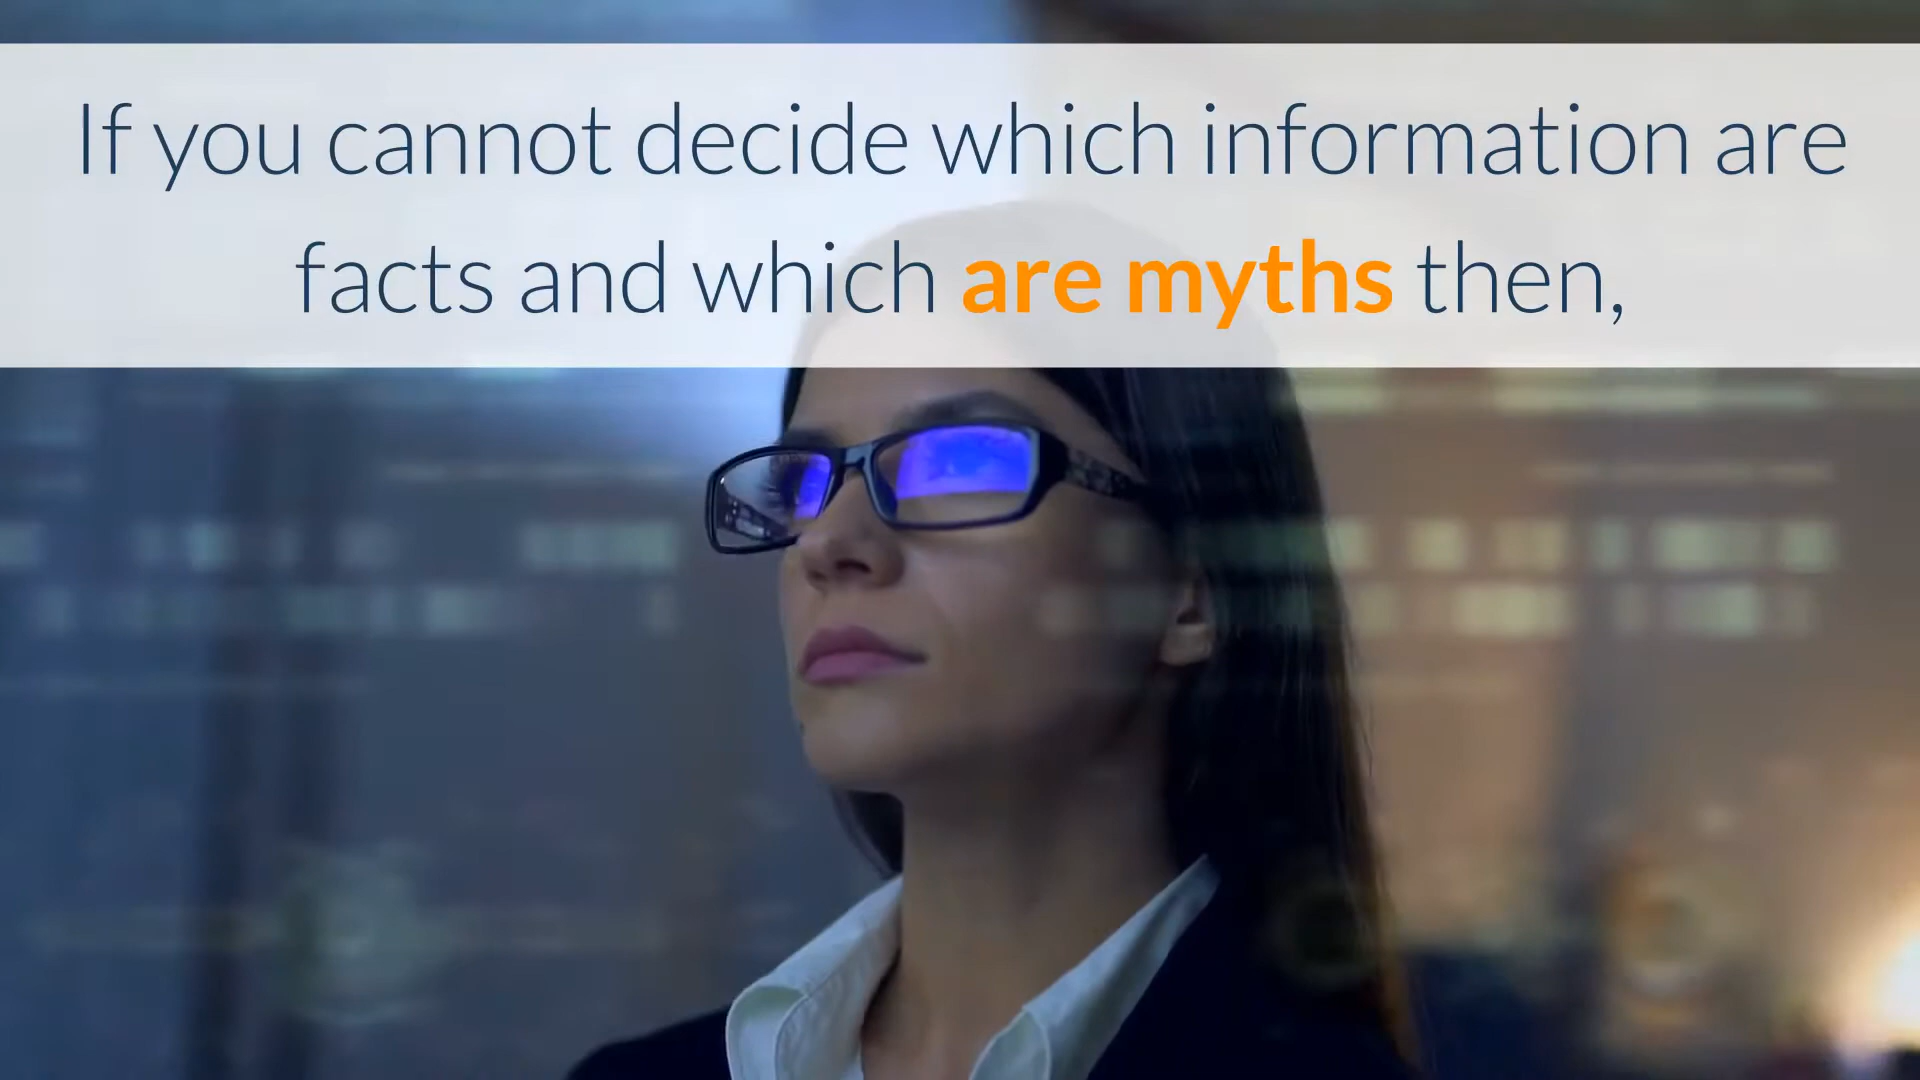 If you cannot decide which information are
facts and which are myths then,